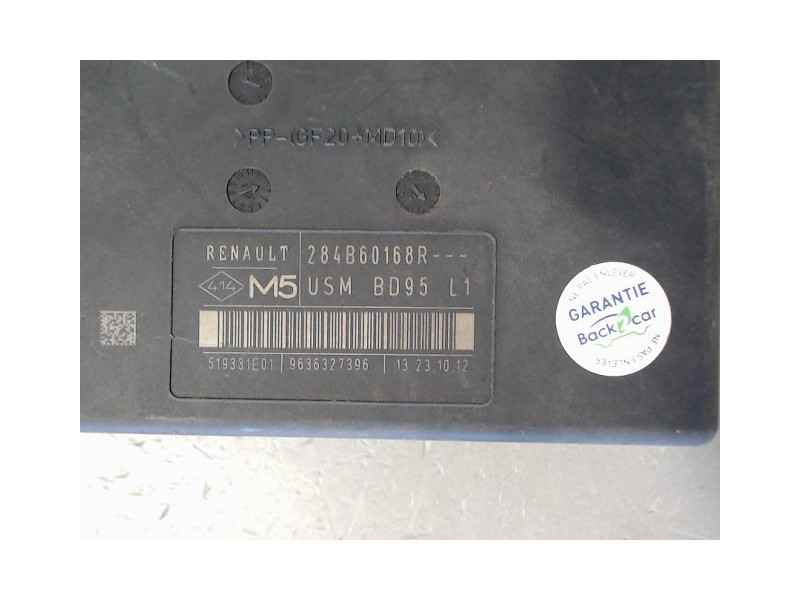 >PP-(GF20+MD10)<
RENAULT 284B60168R---
414 M5 USM BD95 L1
519331E01 9636327396 13 23.10.12
NE PAS ENLEVER
GARANTIE
Back2car
NE PAS ENLEVER